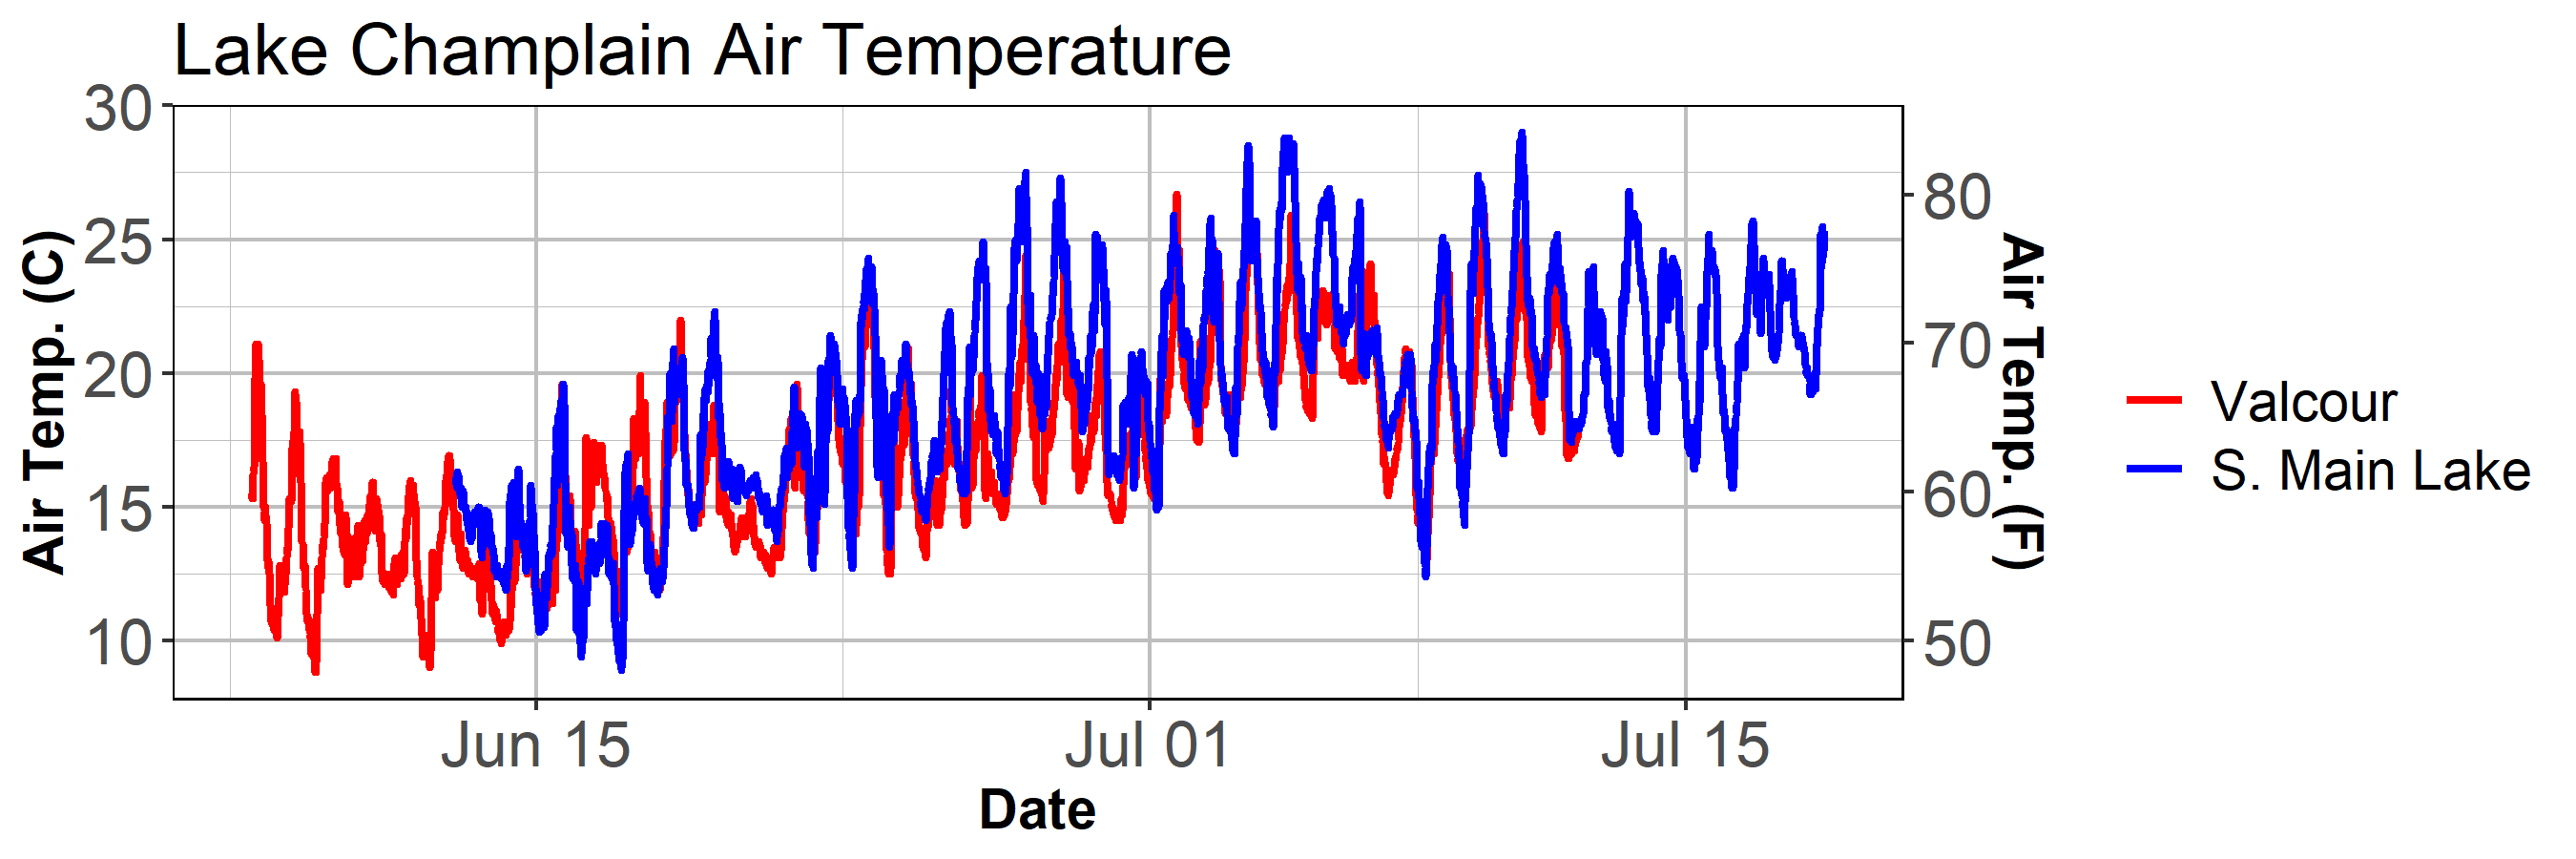 Lake Champlain Air Temperature
30
25
20
15
10
Air Temp. (C)
80
70
60
50
Air Temp. (F)
Jun 15
Jul 01
Jul 15
Date
Valcour
S. Main Lake